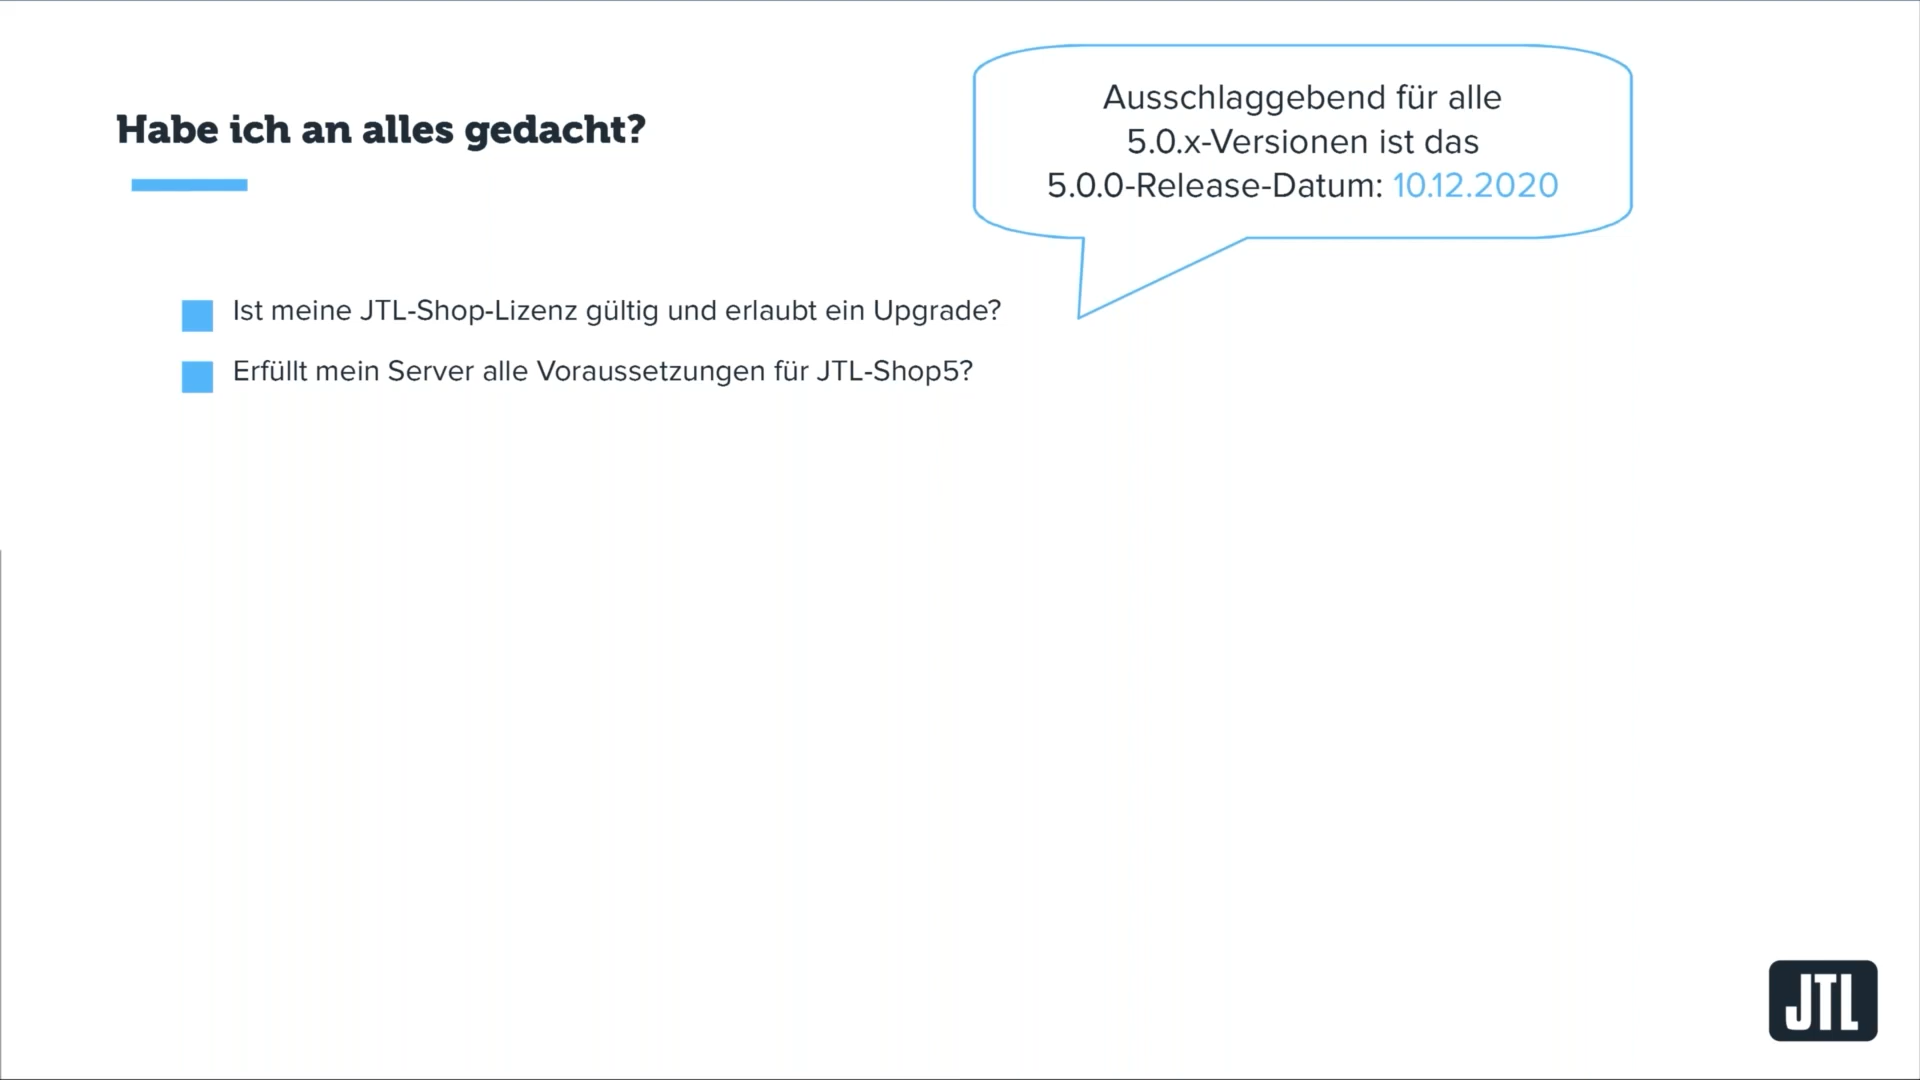 Habe ich an alles gedacht?
Ausschlaggebend für alle
5.0.x-Versionen ist das
5.0.0-Release-Datum: 10.12.2020
Ist meine JTL-Shop-Lizenz gültig und erlaubt ein Upgrade?
Erfüllt mein Server alle Voraussetzungen für JTL-Shop5?
JTL